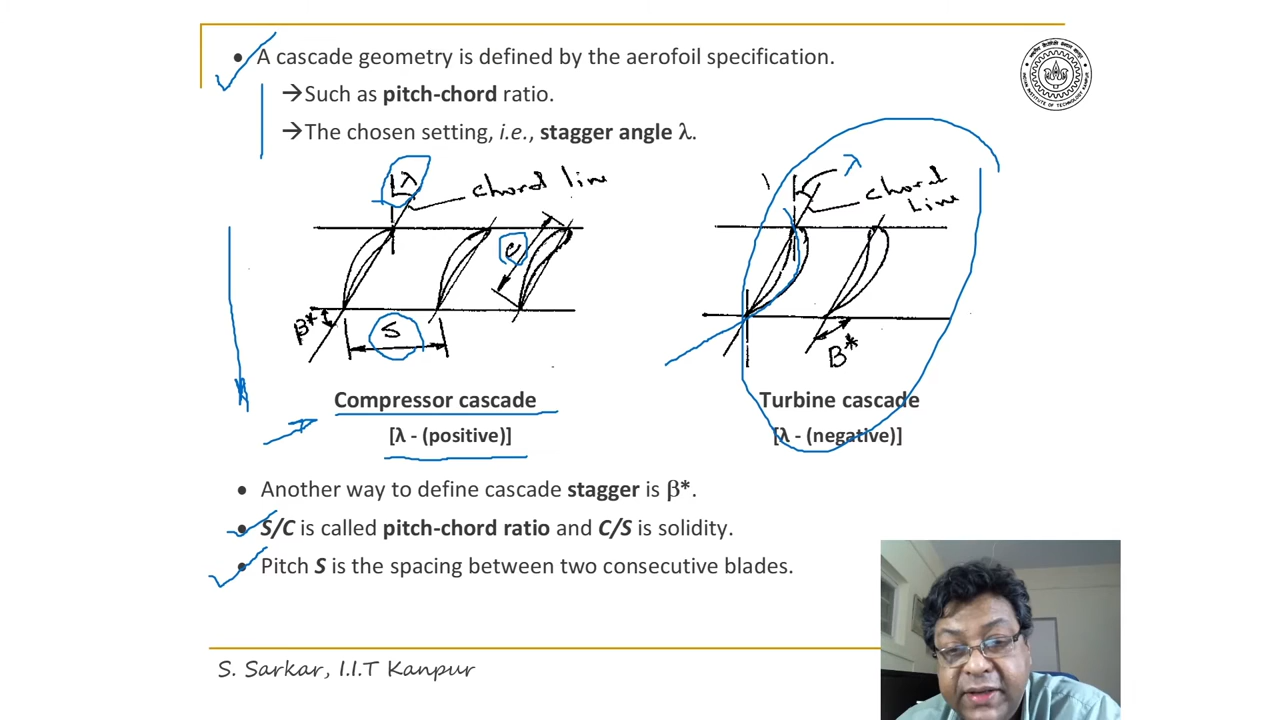 • A cascade geometry is defined by the aerofoil specification.
→Such as pitch-chord ratio.
→The chosen setting, i.e., stagger angle λ.
λ
chord line
C
β*
S
λ
chord
Line
β*
Compressor cascade
[λ - (positive)]
Turbine cascade
[λ - (negative)]
• Another way to define cascade stagger is β*.
• S/C is called pitch-chord ratio and C/S is solidity.
• Pitch S is the spacing between two consecutive blades.
S. Sarkar, I.I.T Kanpur